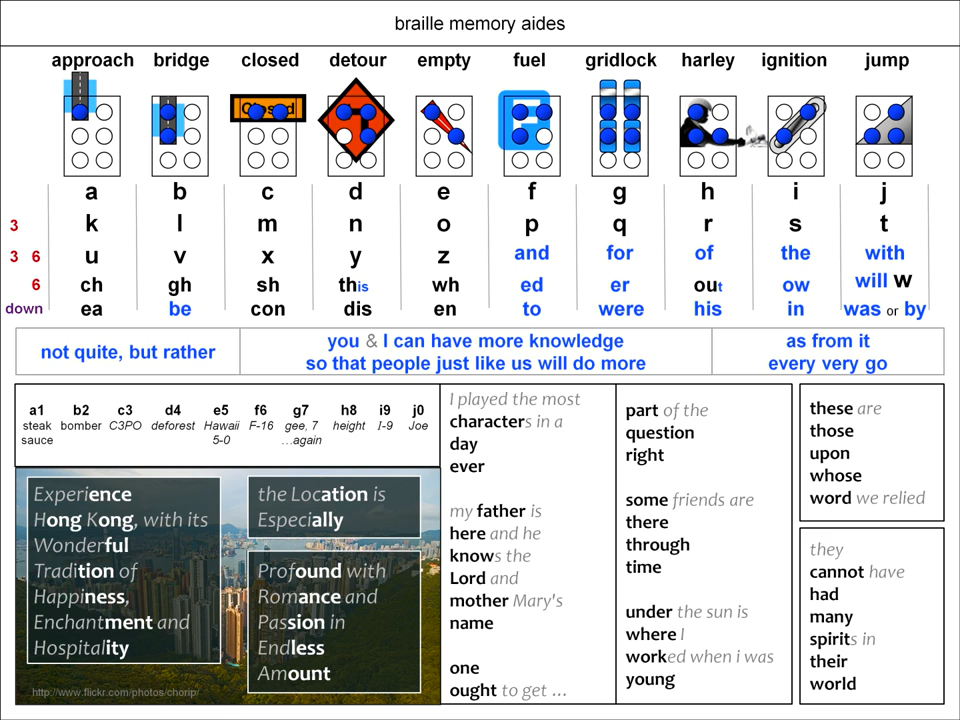 braille memory aides
approach bridge closed detour empty fuel gridlock harley ignition jump
Closed
a b c d e f g h i j
3 k l m n o p q r s t
3 6 u v x y z and for of the with
6 ch gh sh this wh ed er out ow will w
down ea be con dis en to were his in was or by
not quite, but rather
you & I can have more knowledge
so that people just like us will do more
as from it
every very go
a1 b2 c3 d4 e5 f6 g7 h8 i9 j0
steak bomber C3PO deforest Hawaii F-16 gee, 7 height I-9 Joe
sauce 5-0 ...again
Experience
Hong Kong, with its
Wonderful
Tradition of
Happiness,
Enchantment and
Hospitality
http://www.flickr.com/photos/chorip/
the Location is
Especially
Profound with
Romance and
Passion in
Endless
Amount
I played the most
characters in a
day
ever
my father is
here and he
knows the
Lord and
mother Mary's
name
one
ought to get ...
part of the
question
right
some friends are
there
through
time
under the sun is
where I
worked when i was
young
these are
those
upon
whose
word we relied
they
cannot have
had
many
spirits in
their
world